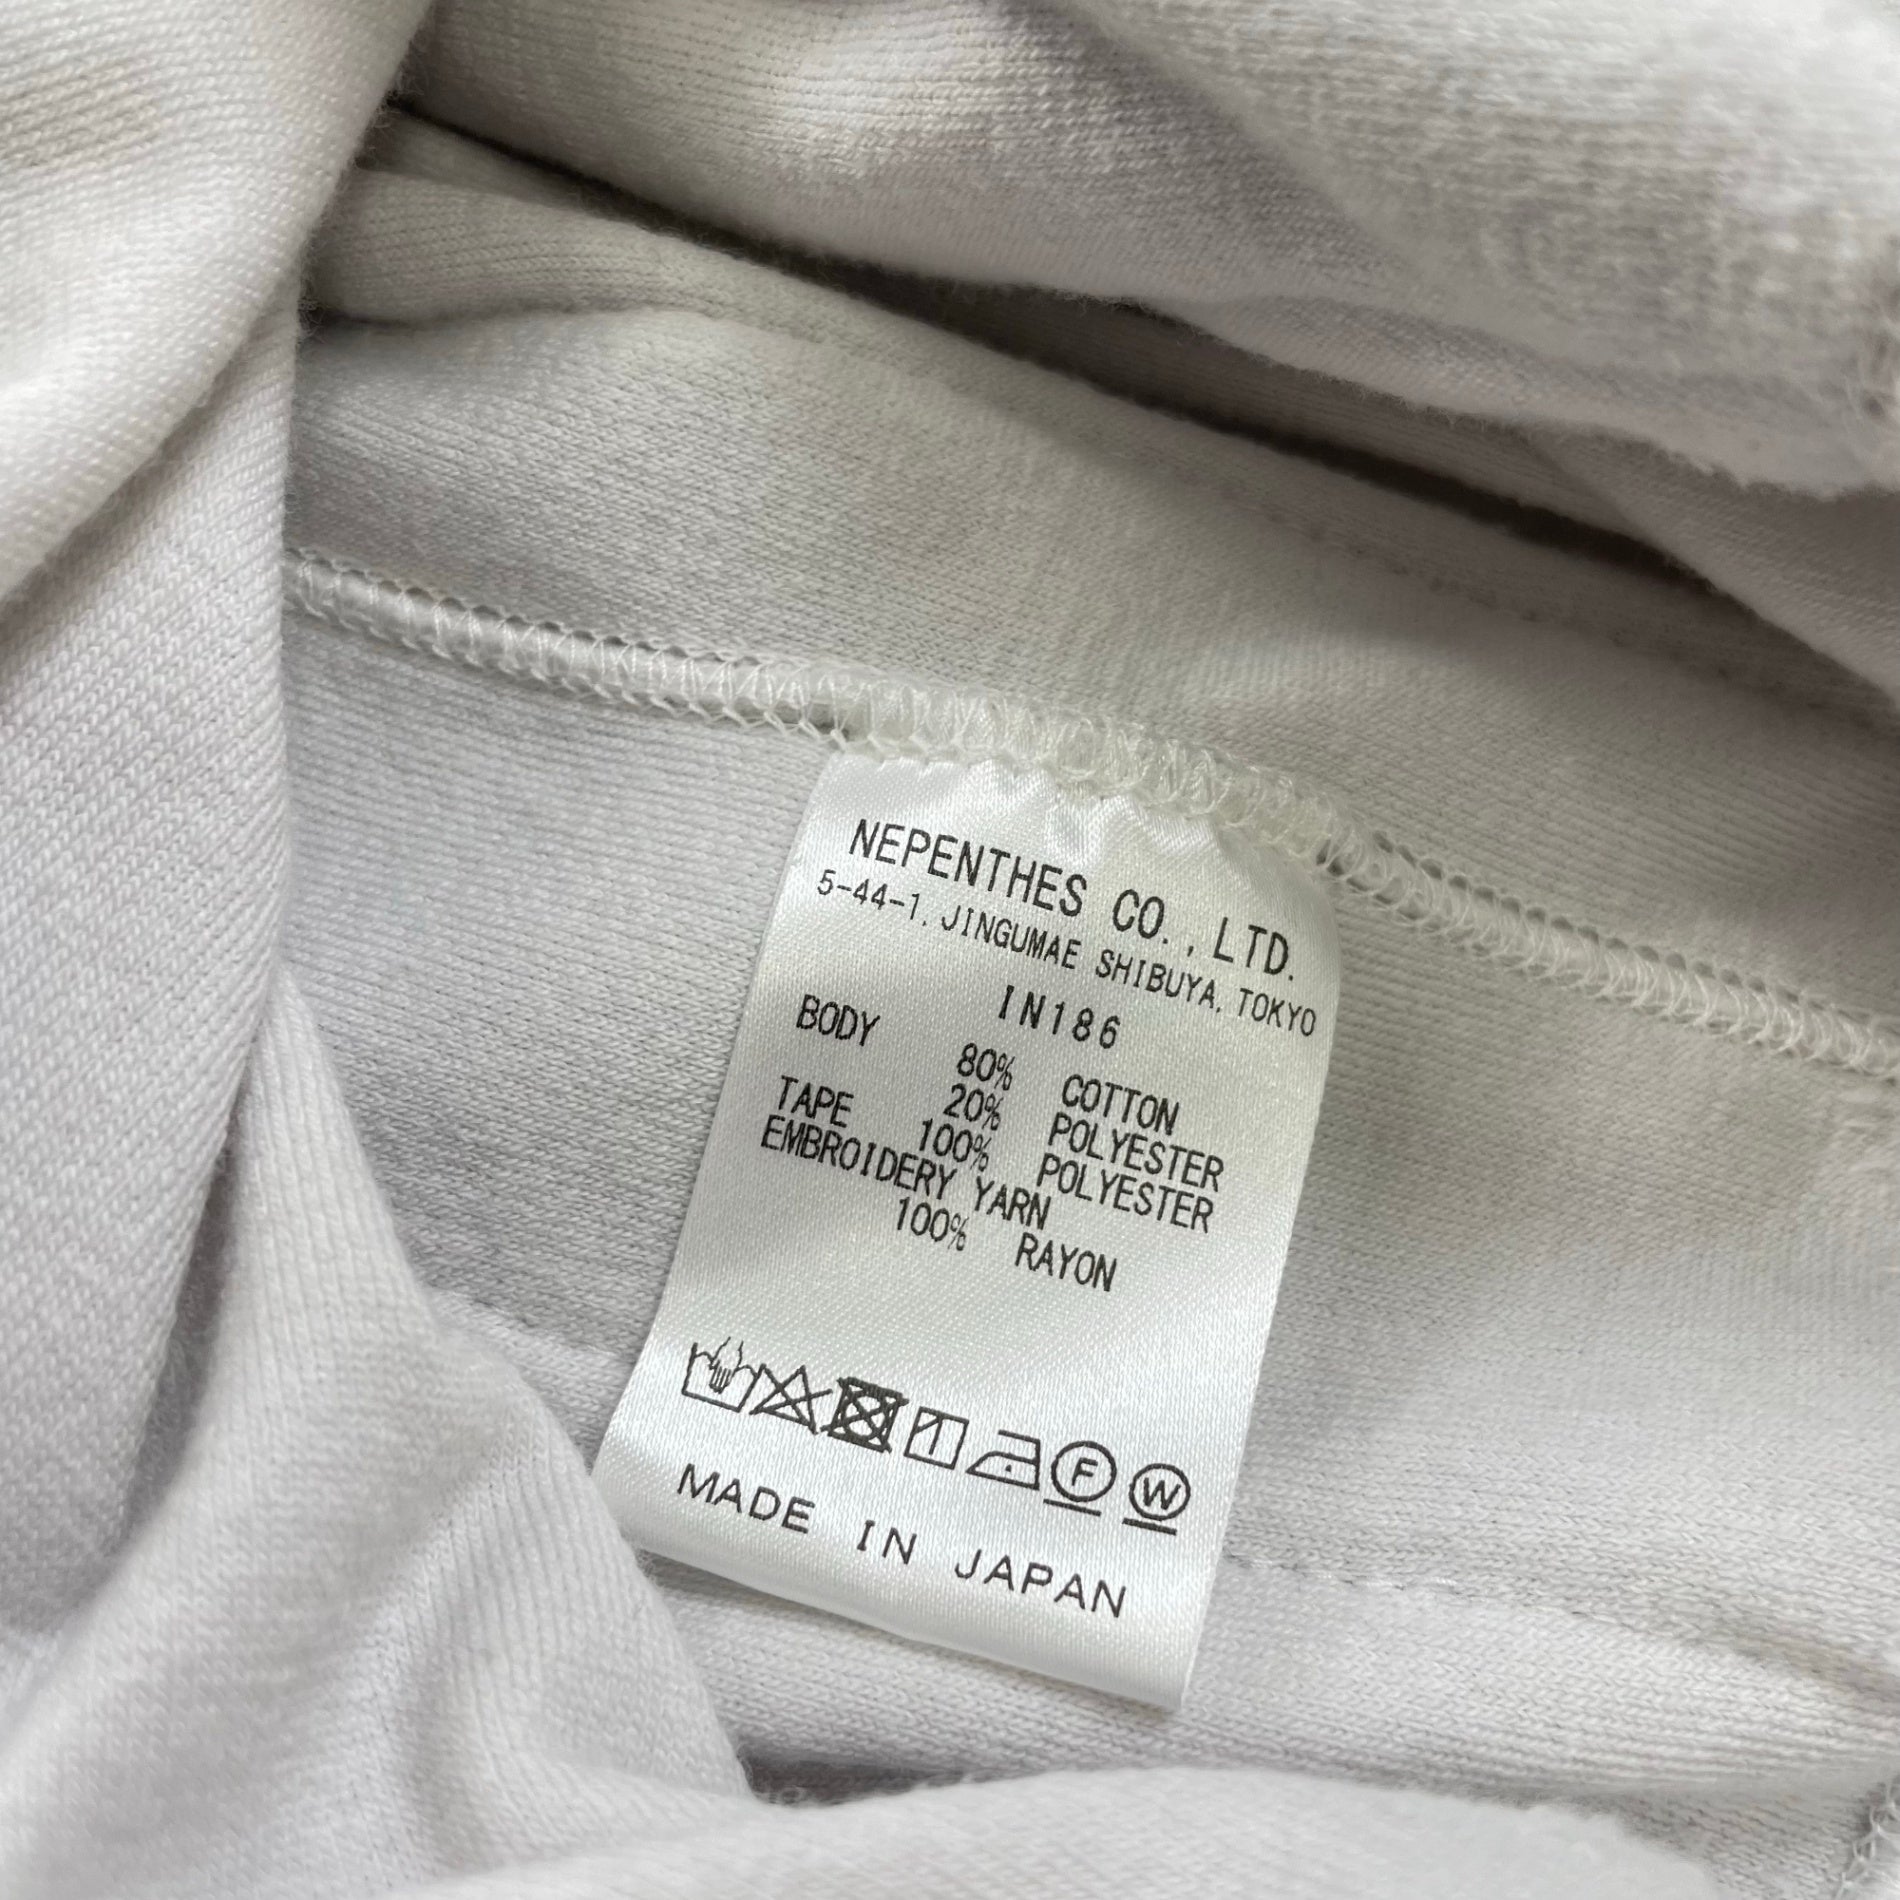 NEPENTHES CO., LTD.
5-44-1, JINGUMAE SHIBUYA, TOKYO
IN186
BODY 80% COTTON
20% POLYESTER
TAPE 100% POLYESTER
EMBROIDERY YARN
100% RAYON
F W
MADE IN JAPAN